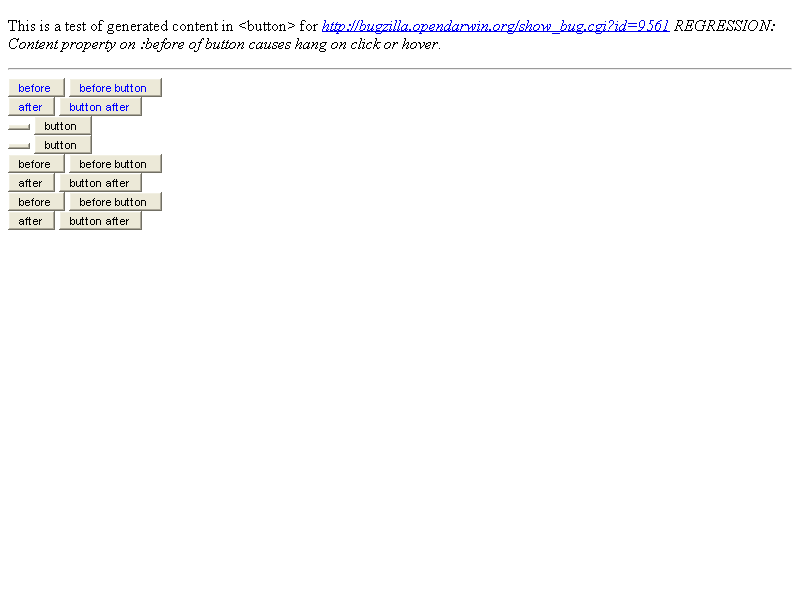 This is a test of generated content in <button> for http://bugzilla.opendarwin.org/show_bug.cgi?id=9561 REGRESSION:
Content property on :before of button causes hang on click or hover.
before before button
after button after
button
button
before before button
after button after
before before button
after button after